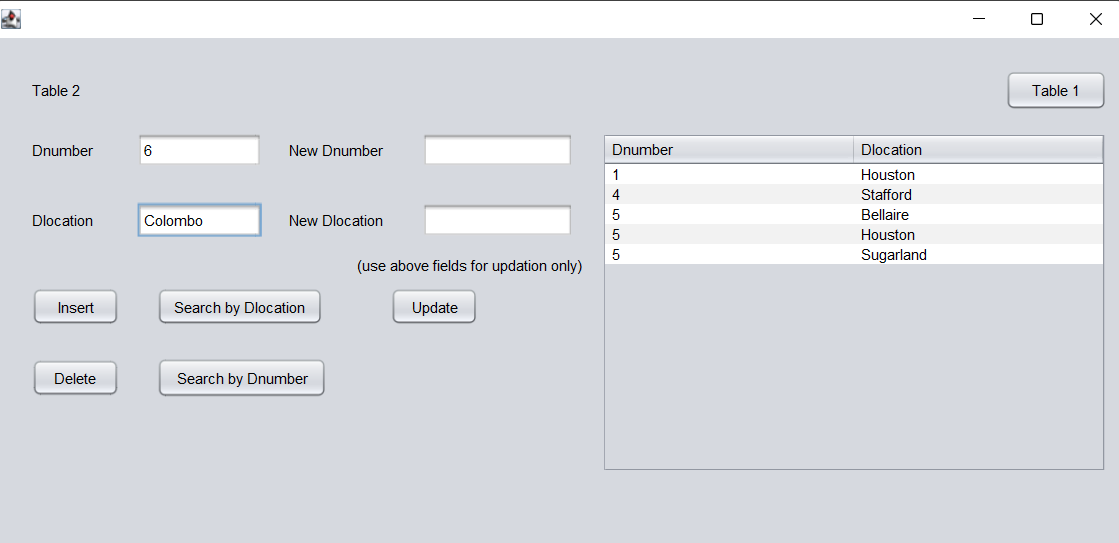 Table 2
Table 1
Dnumber 6 New Dnumber
Dlocation Colombo New Dlocation
(use above fields for updation only)
Insert Search by Dlocation Update
Delete Search by Dnumber
Dnumber Dlocation
1 Houston
4 Stafford
5 Bellaire
5 Houston
5 Sugarland